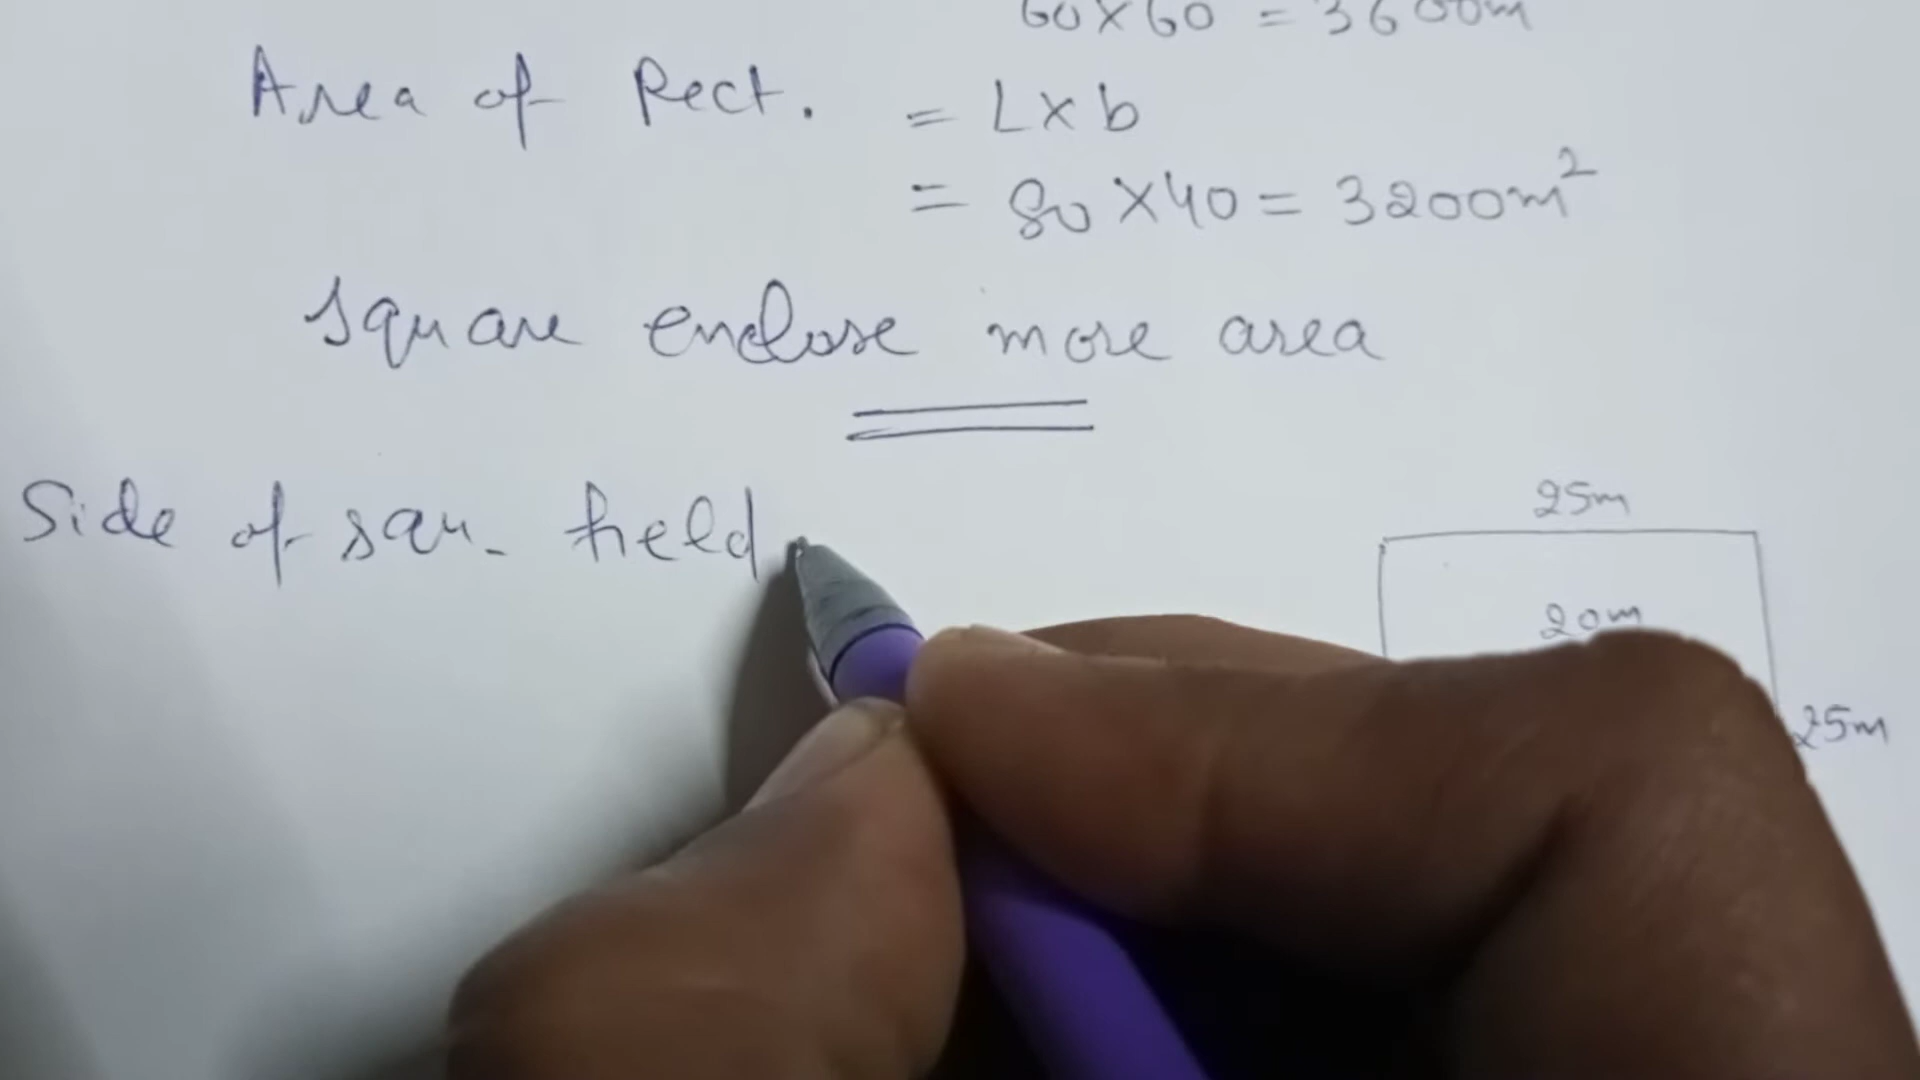 60×60 = 3600m
Area of Rect. = L×b
= 80×40 = 3200m²
Square enclose more area
Side of squ. field
25m
20m
25m